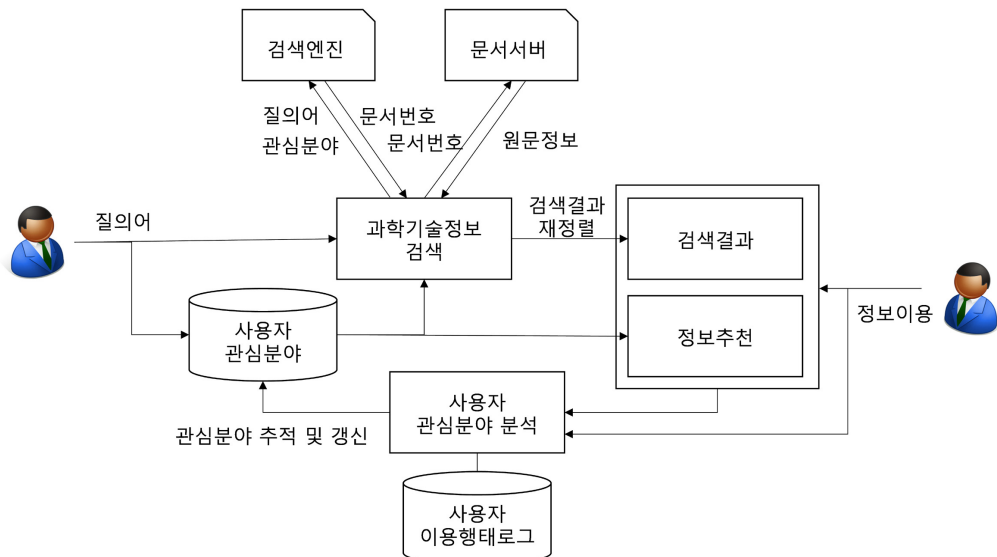 검색엔진
문서서버
질의어
관심분야
문서번호
문서번호
원문정보
질의어
과학기술정보
검색
검색결과
재정렬
검색결과
정보이용
사용자
관심분야
정보추천
사용자
관심분야 분석
관심분야 추적 및 갱신
사용자
이용행태로그